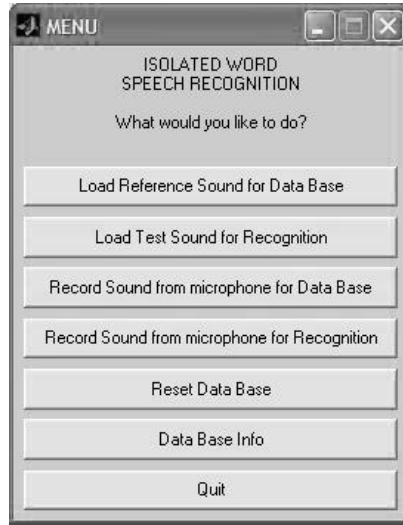 MENU
ISOLATED WORD
SPEECH RECOGNITION
What would you like to do?
Load Reference Sound for Data Base
Load Test Sound for Recognition
Record Sound from microphone for Data Base
Record Sound from microphone for Recognition
Reset Data Base
Data Base Info
Quit